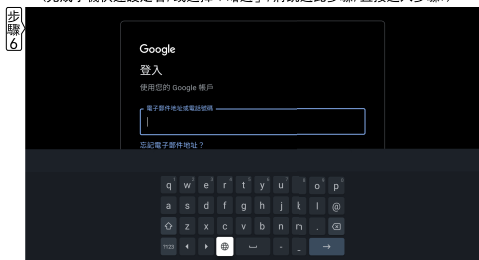 步驟6
Google
登入
使用您的 Google 帳戶
電子郵件地址或電話號碼
忘記電子郵件地址？
q w e r t y u o p
a s d f g h j l @
z x c v b n .
?123 - _